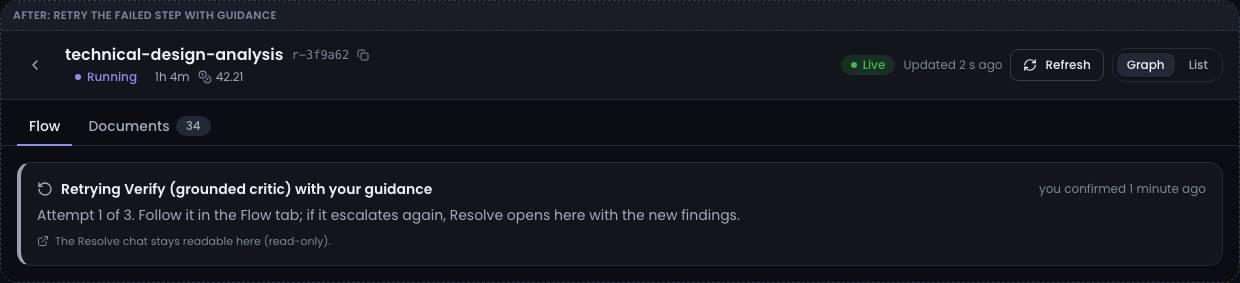 AFTER: RETRY THE FAILED STEP WITH GUIDANCE
technical-design-analysis r-3f9a62
Running 1h 4m 42.21
Live Updated 2 s ago Refresh Graph List
Flow Documents 34
Retrying Verify (grounded critic) with your guidance you confirmed 1 minute ago
Attempt 1 of 3. Follow it in the Flow tab; if it escalates again, Resolve opens here with the new findings.
The Resolve chat stays readable here (read-only).